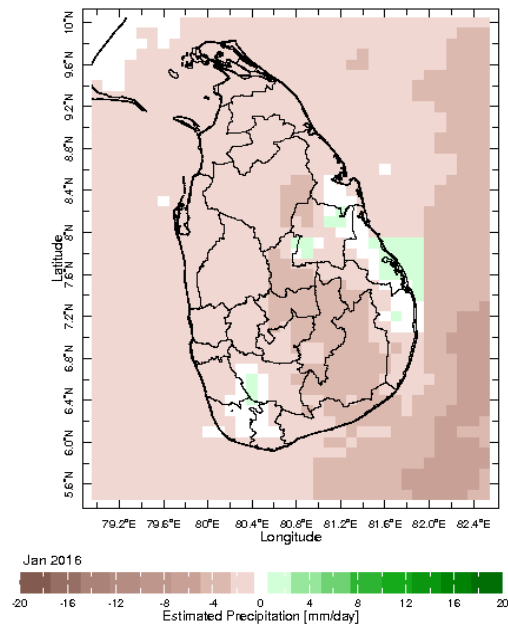 10°N
9.6°N
9.2°N
8.8°N
8.4°N
8°N
7.6°N
7.2°N
6.8°N
6.4°N
6.0°N
5.6°N
Latitude
79.2°E 79.6°E 80°E 80.4°E 80.8°E 81.2°E 81.6°E 82.0°E 82.4°E
Longitude
Jan 2016
-20 -16 -12 -8 -4 0 4 8 12 16 20
Estimated Precipitation [mm/day]